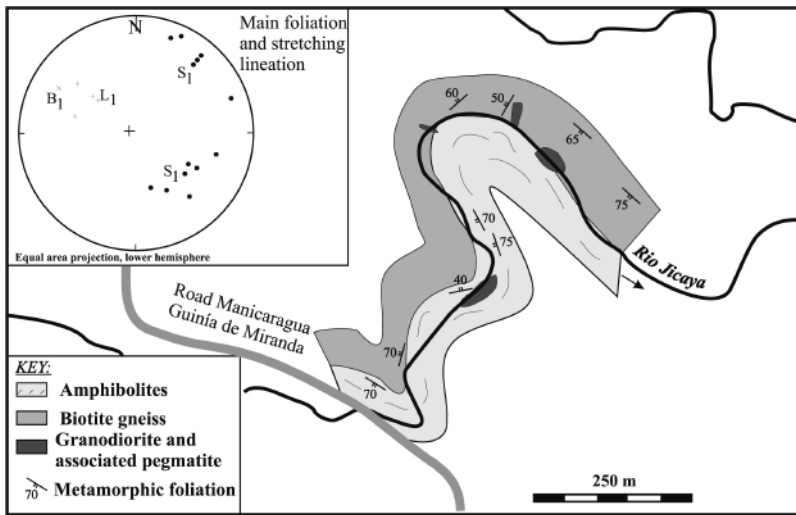 N
Main foliation
and stretching
lineation
S1
B1
L1
S1
Equal area projection, lower hemisphere
60
50
65
75
70
75
40
70
70
Rio Jicaya
Road Manicaragua
Guinía de Miranda
KEY:
Amphibolites
Biotite gneiss
Granodiorite and
associated pegmatite
70 Metamorphic foliation
250 m